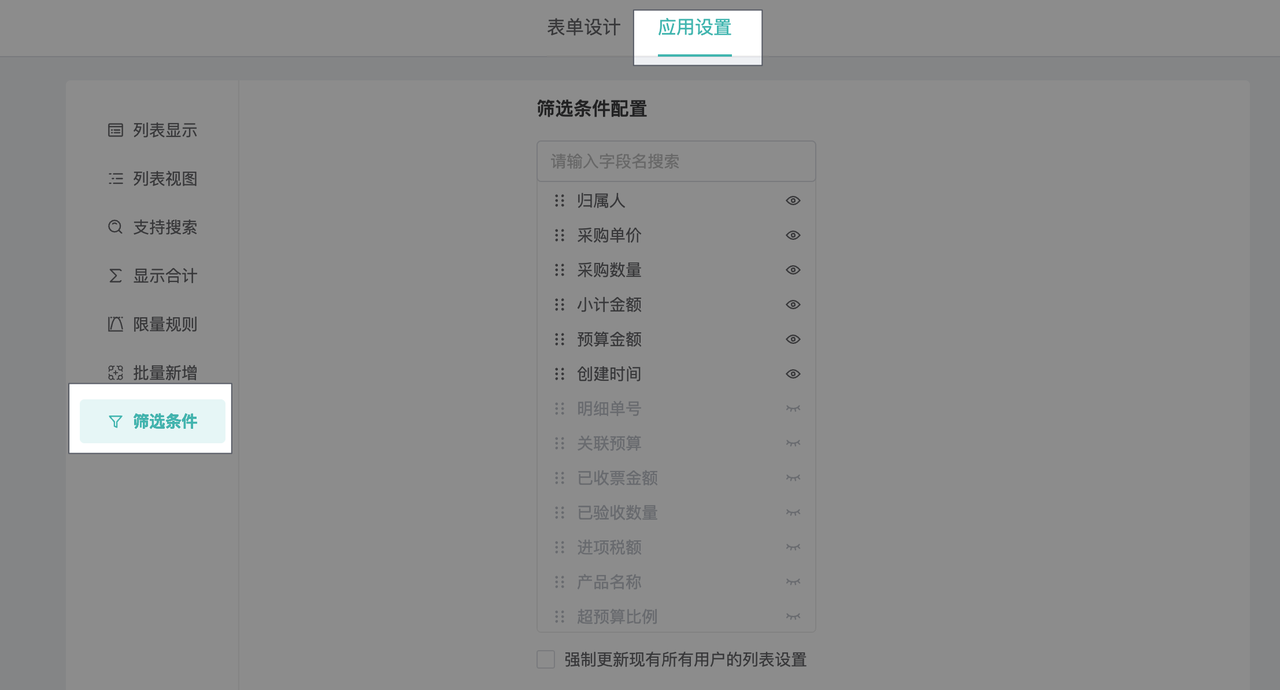 表单设计
应用设置
列表显示
列表视图
支持搜索
显示合计
限量规则
批量新增
筛选条件
筛选条件配置
请输入字段名搜索
归属人
采购单价
采购数量
小计金额
预算金额
创建时间
明细单号
关联预算
已收票金额
已验收数量
进项税额
产品名称
超预算比例
强制更新现有所有用户的列表设置